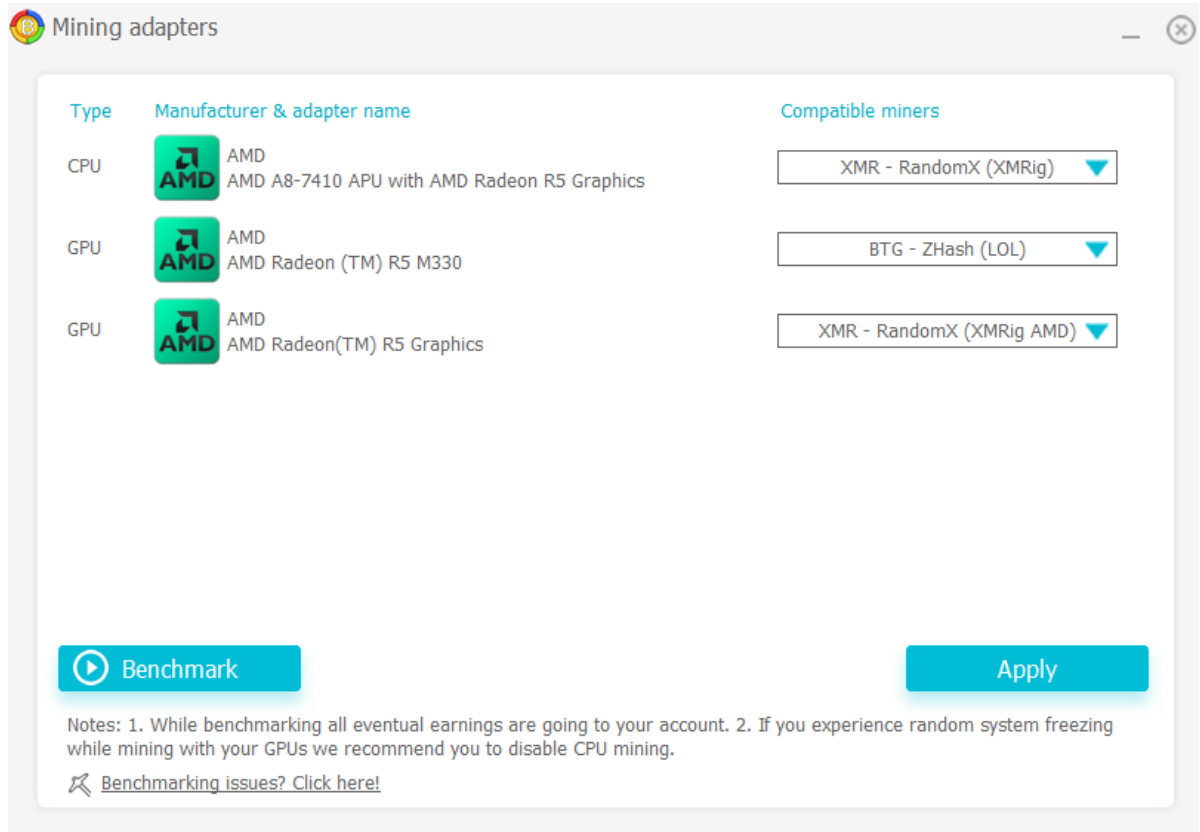 Mining adapters
Type Manufacturer & adapter name Compatible miners
CPU AMD AMD
AMD A8-7410 APU with AMD Radeon R5 Graphics XMR - RandomX (XMRig)
GPU AMD AMD
AMD Radeon (TM) R5 M330 BTG - ZHash (LOL)
GPU AMD AMD
AMD Radeon(TM) R5 Graphics XMR - RandomX (XMRig AMD)
Benchmark Apply
Notes: 1. While benchmarking all eventual earnings are going to your account. 2. If you experience random system freezing
while mining with your GPUs we recommend you to disable CPU mining.
Benchmarking issues? Click here!